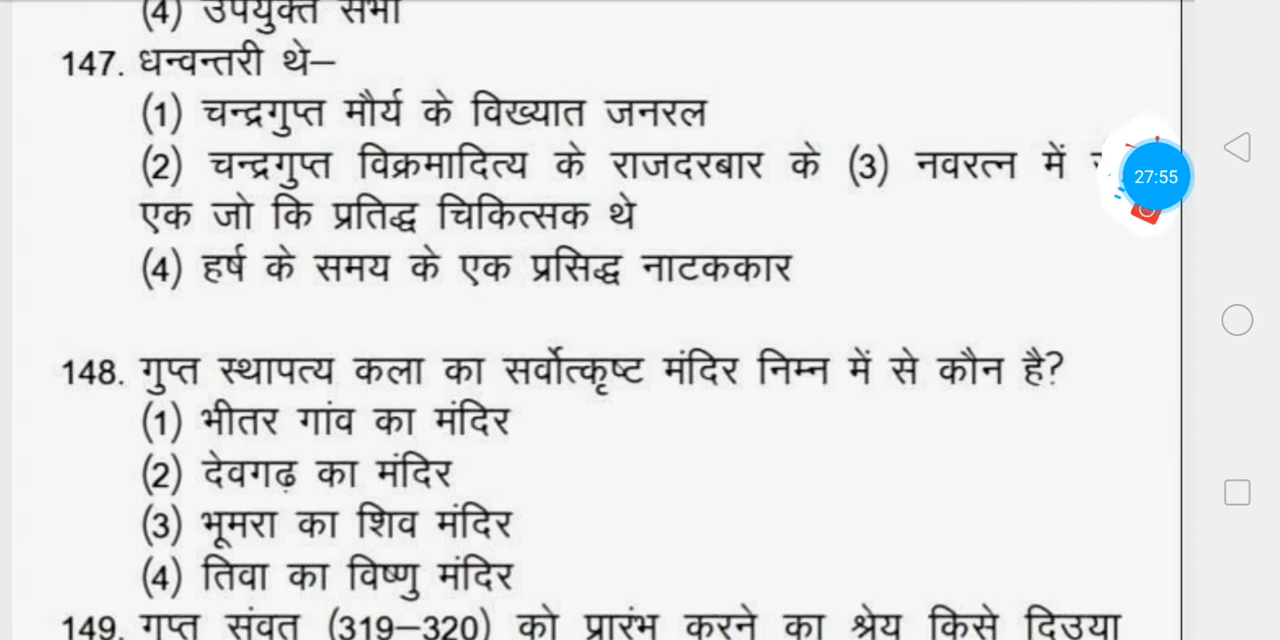 (4) उपयुक्त सभी
147. धन्वन्तरी थे–
(1) चन्द्रगुप्त मौर्य के विख्यात जनरल
(2) चन्द्रगुप्त विक्रमादित्य के राजदरबार के (3) नवरत्न में
27:55
एक जो कि प्रतिद्ध चिकित्सक थे
(4) हर्ष के समय के एक प्रसिद्ध नाटककार
148. गुप्त स्थापत्य कला का सर्वोत्कृष्ट मंदिर निम्न में से कौन है?
(1) भीतर गांव का मंदिर
(2) देवगढ़ का मंदिर
(3) भूमरा का शिव मंदिर
(4) तिवा का विष्णु मंदिर
149. गुप्त संवत (319–320) को प्रारंभ करने का श्रेय किसे दिउया